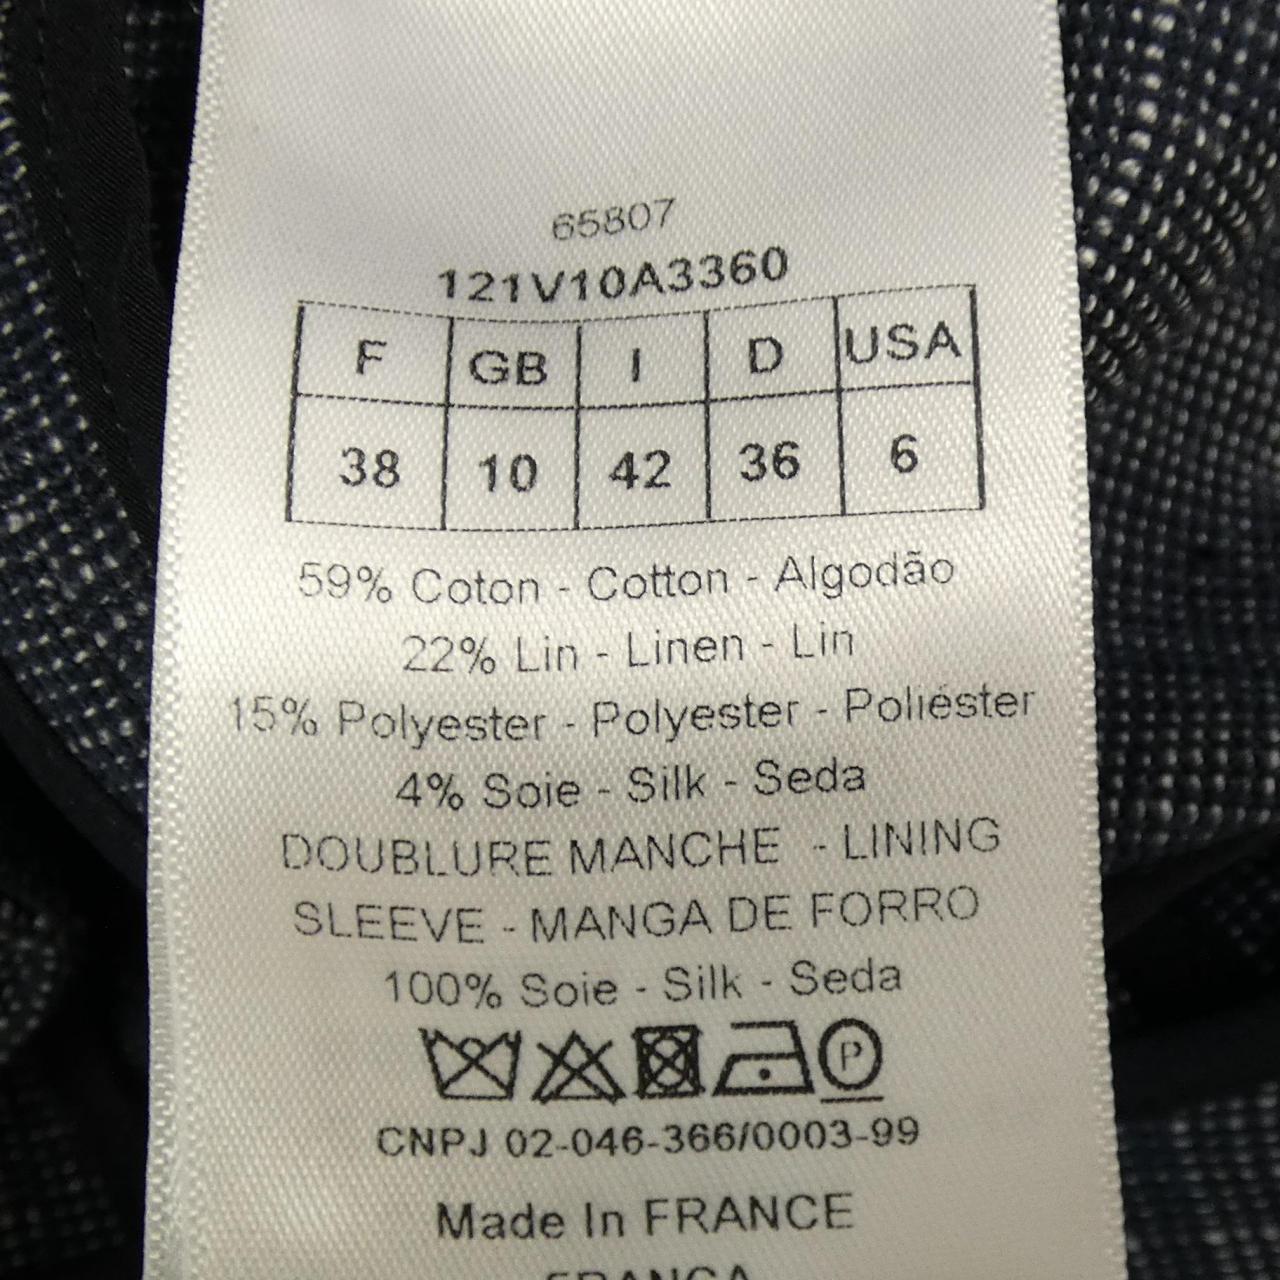 65807
121V10A3360
F GB I D USA
38 10 42 36 6
59% Coton - Cotton - Algodão
22% Lin - Linen - Lin
15% Polyester - Polyester - Poliéster
4% Soie - Silk - Seda
DOUBLURE MANCHE - LINING
SLEEVE - MANGA DE FORRO
100% Soie - Silk - Seda
P
CNPJ 02-046-366/0003-99
Made In FRANCE